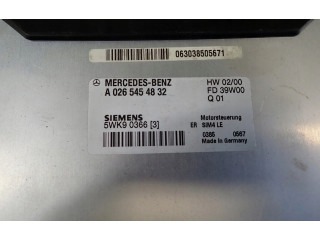 063038505671
MERCEDES-BENZ
HW 02/00
A 026 545 48 32
FD 39W00
Q 01
SIEMENS
Motorsteuerung
5WK9 0366 [3]
ER SIM4 LE
0386 0567
Made in Germany